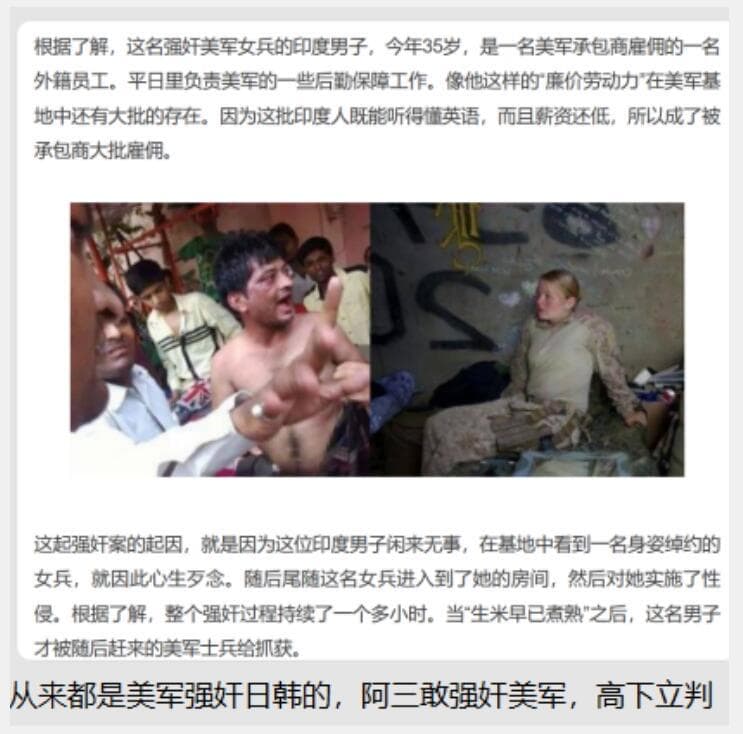 根据了解，这名强奸美军女兵的印度男子，今年35岁，是一名美军承包商雇佣的一名
外籍员工。平日里负责美军的一些后勤保障工作。像他这样的“廉价劳动力”在美军基
地中还有大批的存在。因为这批印度人既能听得懂英语，而且薪资还低，所以成了被
承包商大批雇佣。
02
这起强奸案的起因，就是因为这位印度男子闲来无事，在基地中看到一名身姿绰约的
女兵，就因此心生歹念。随后尾随这名女兵进入到了她的房间，然后对她实施了性
侵。根据了解，整个强奸过程持续了一个多小时。当“生米早已煮熟”之后，这名男子
才被随后赶来的美军士兵给抓获。
从来都是美军强奸日韩的，阿三敢强奸美军，高下立判